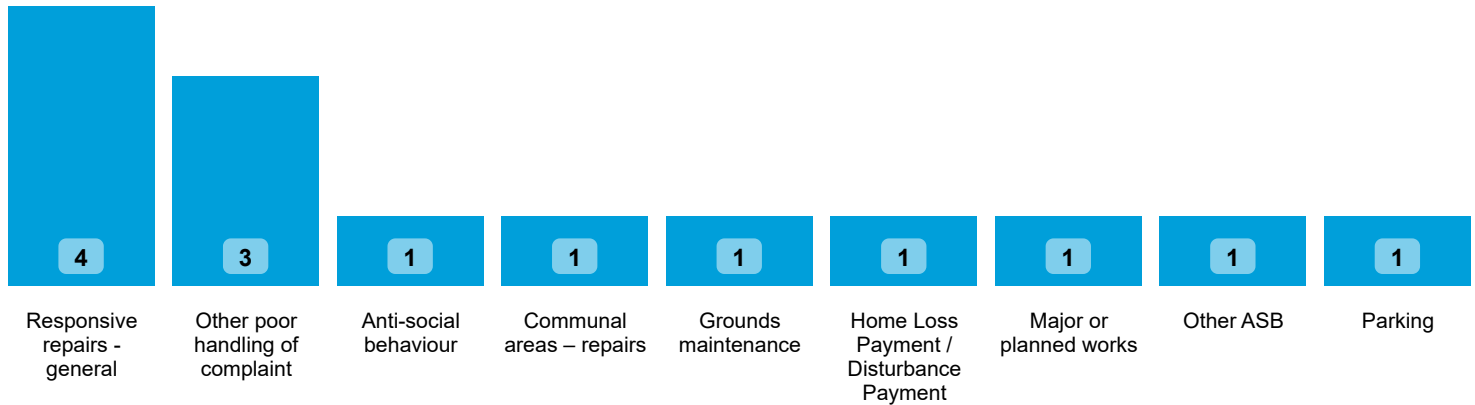 4
3
1
1
1
1
1
1
1
Responsive
repairs -
general
Other poor
handling of
complaint
Anti-social
behaviour
Communal
areas – repairs
Grounds
maintenance
Home Loss
Payment /
Disturbance
Payment
Major or
planned works
Other ASB
Parking